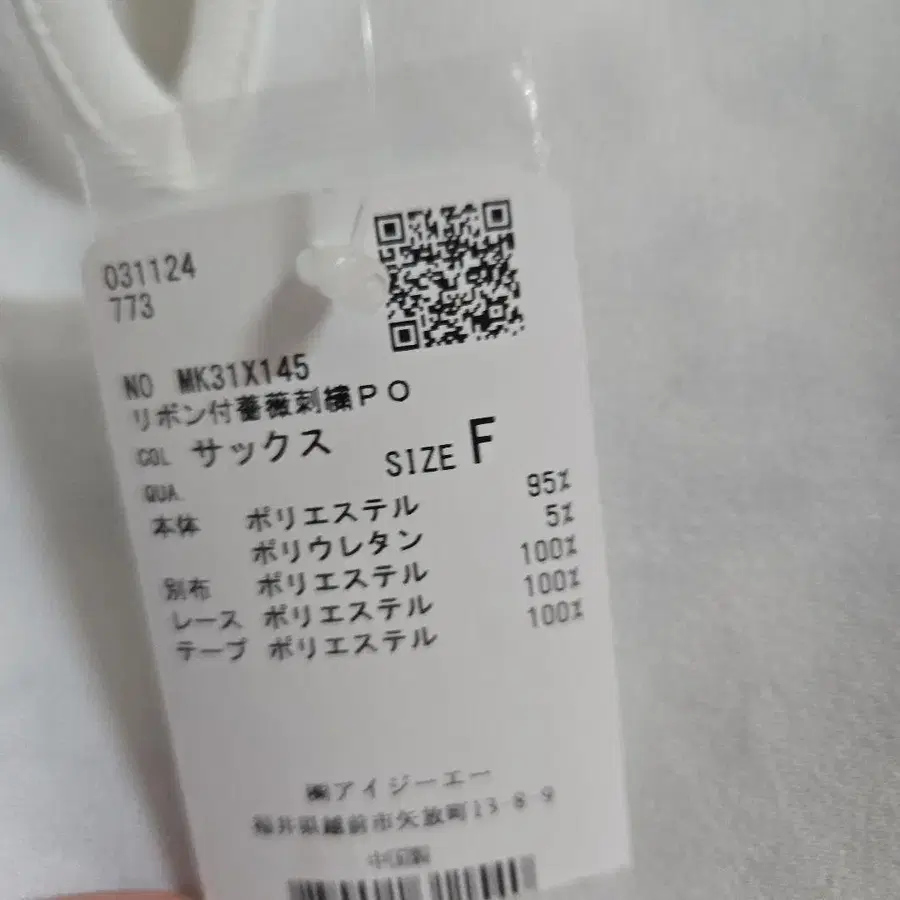 031124
773
NO MK31X145
リボン付薔薇刺繍PO
COL サックス SIZE F
QUA.
本体 ポリエステル 95%
ポリウレタン 5%
別布 ポリエステル 100%
レース ポリエステル 100%
テープ ポリエステル 100%
㈱アイジーエー
福井県越前市矢放町13-8-9
中国製